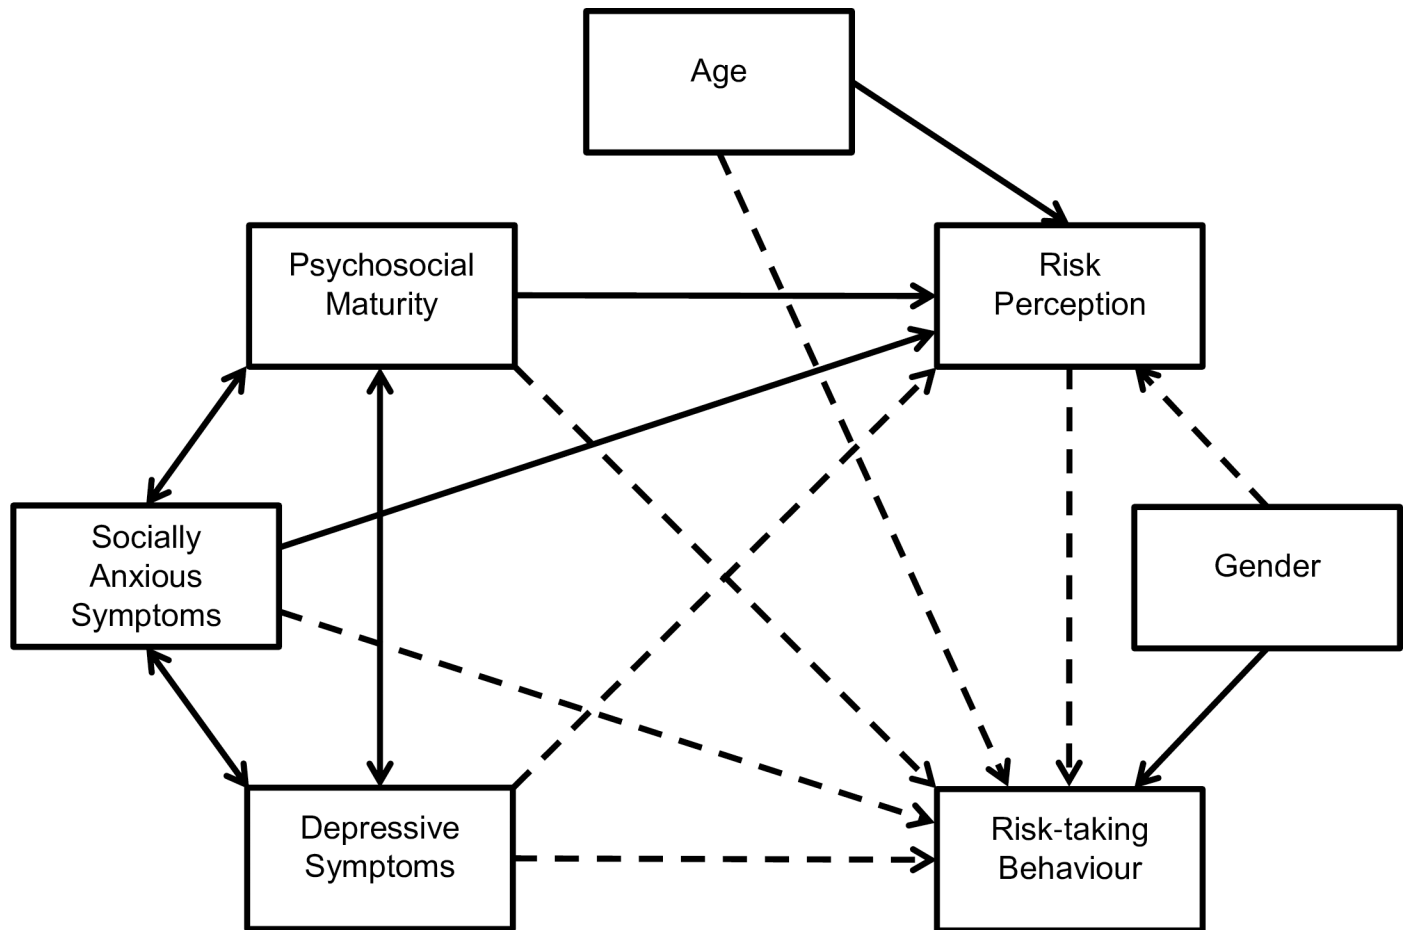 Age
Psychosocial
Maturity
Risk
Perception
Socially
Anxious
Symptoms
Gender
Depressive
Symptoms
Risk-taking
Behaviour